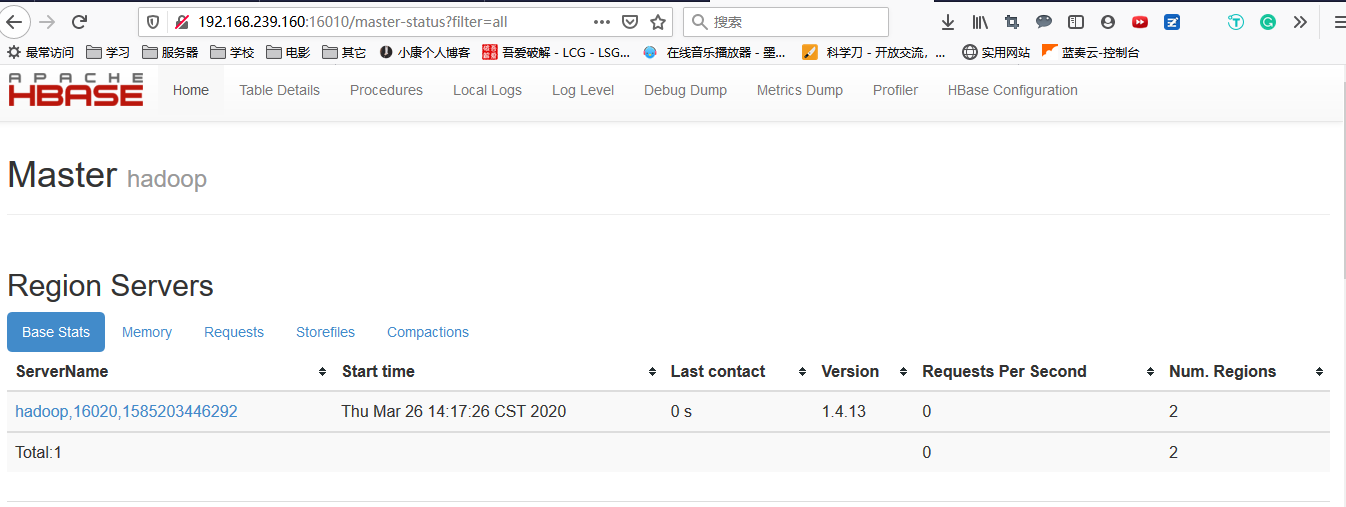 192.168.239.160:16010/master-status?filter=all
搜索
最常访问 学习 服务器 学校 电影 其它 小康个人博客 吾爱破解 - LCG - LSG... 在线音乐播放器 - 墨... 科学刀 - 开放交流，... 实用网站 蓝奏云-控制台
APACHE
HBASE
Home Table Details Procedures Local Logs Log Level Debug Dump Metrics Dump Profiler HBase Configuration
Master hadoop
Region Servers
Base Stats Memory Requests Storefiles Compactions
ServerName Start time Last contact Version Requests Per Second Num. Regions
hadoop,16020,1585203446292 Thu Mar 26 14:17:26 CST 2020 0 s 1.4.13 0 2
Total:1 0 2